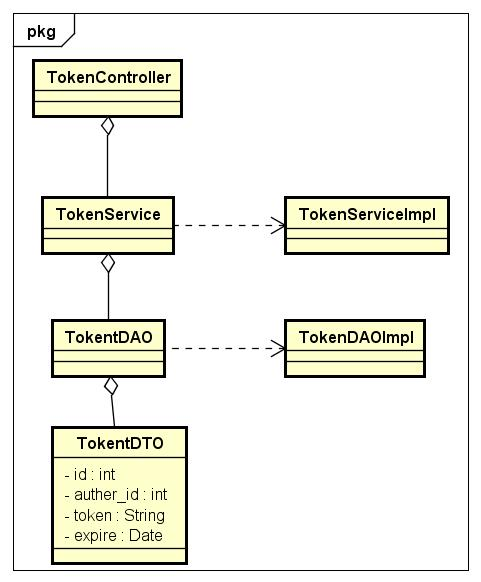 pkg
TokenController
TokenService
TokenServiceImpl
TokentDAO
TokenDAOImpl
TokentDTO
- id : int
- auther_id : int
- token : String
- expire : Date